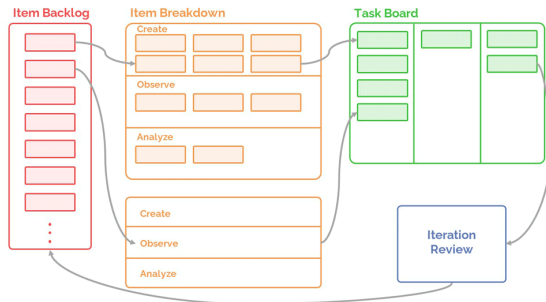 Item Backlog
Item Breakdown
Task Board
Create
Observe
Analyze
Create
Observe
Analyze
Iteration
Review